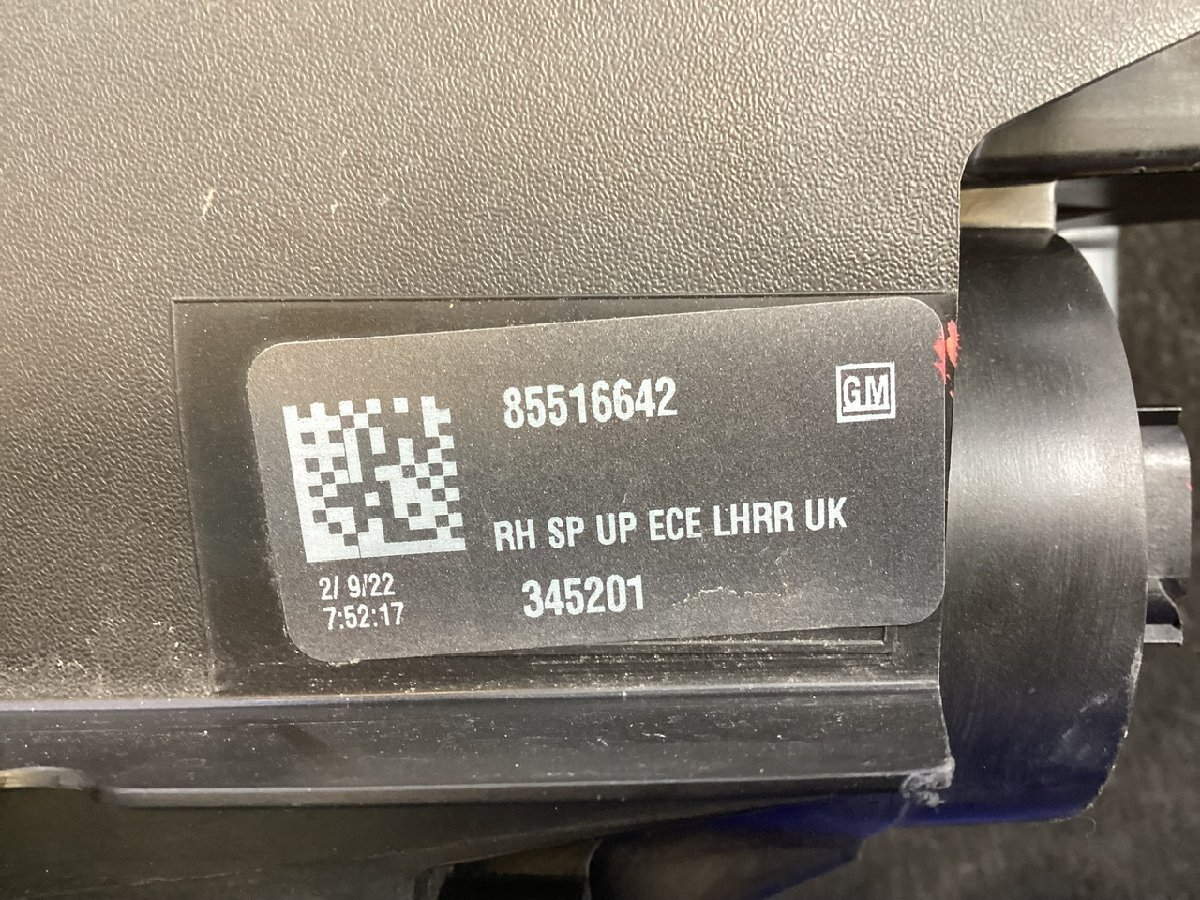 85516642
GM
RH SP UP ECE LHRR UK
345201
2/ 9/22
7:52:17